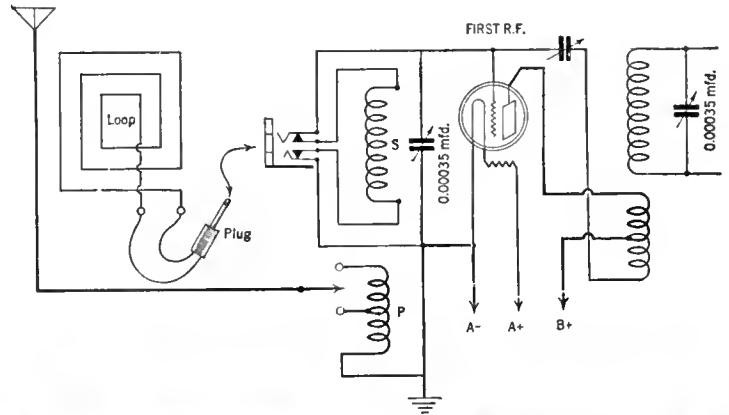 FIRST R.F.
Loop
S
0.00035 mfd.
0.00035 mfd.
Plug
P
A-
A+
B+